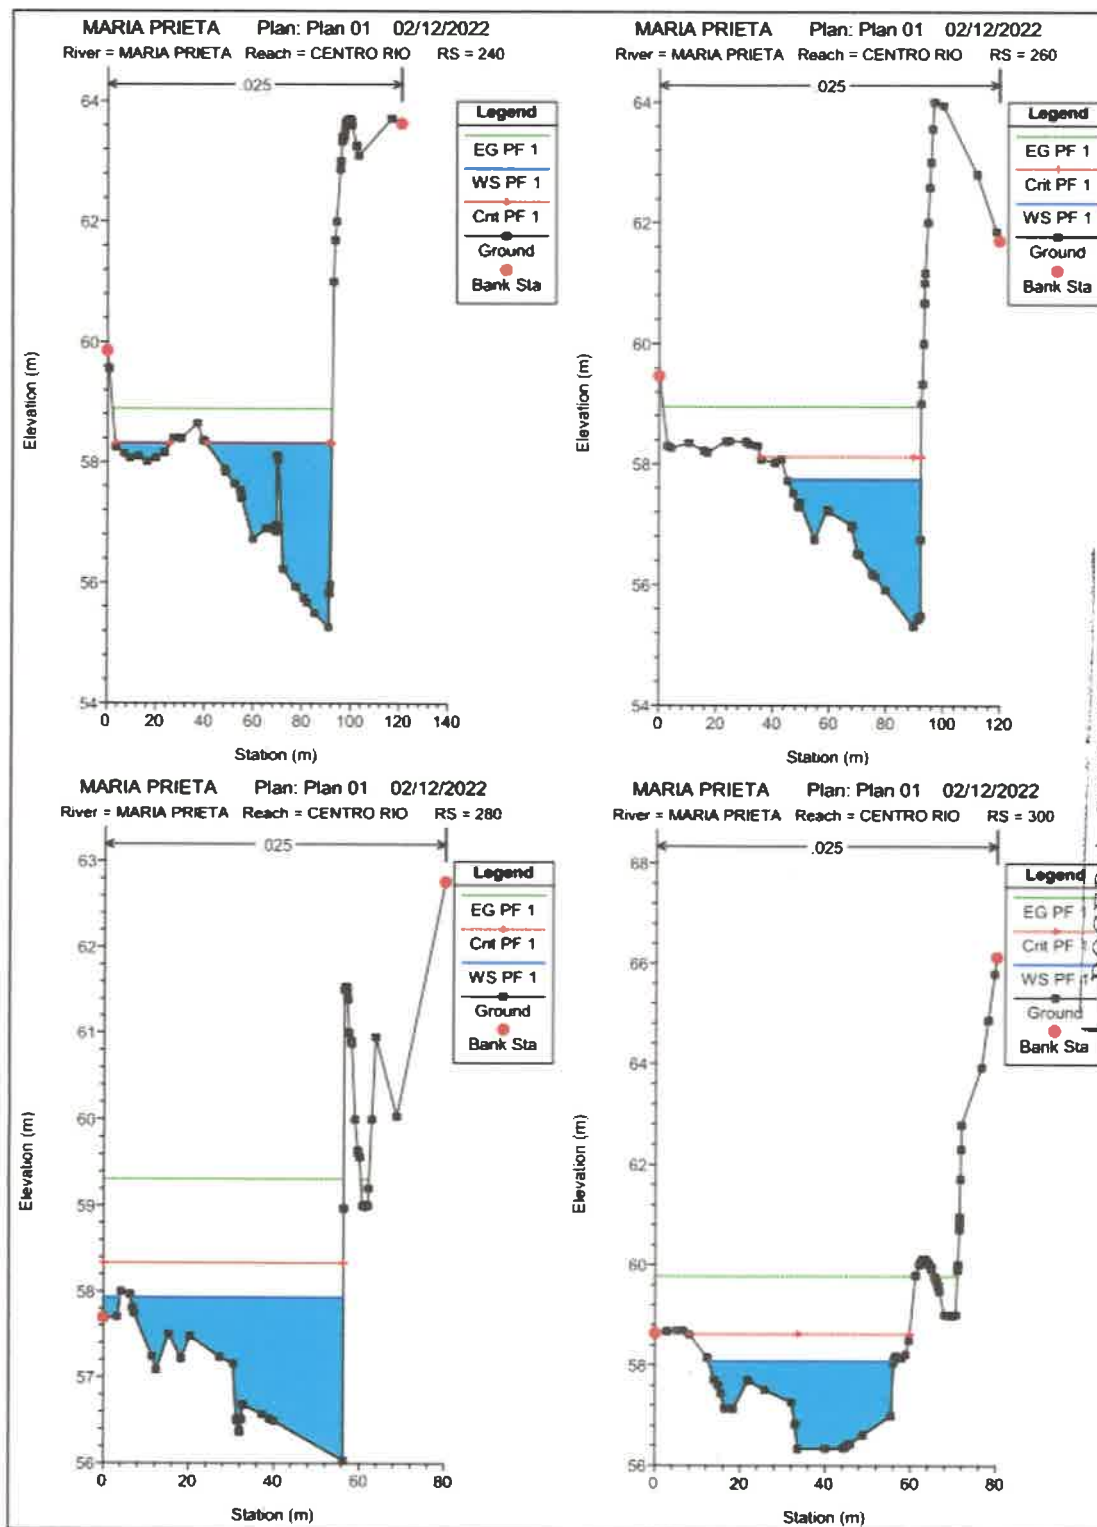 MARIA PRIETA Plan: Plan 01 02/12/2022
River = MARIA PRIETA Reach = CENTRO RIO RS = 240
.025
Legend
EG PF 1
WS PF 1
Crit PF 1
Ground
Bank Sta
Elevation (m)
64
62
60
58
56
54
0 20 40 60 80 100 120 140
Station (m)
MARIA PRIETA Plan: Plan 01 02/12/2022
River = MARIA PRIETA Reach = CENTRO RIO RS = 260
.025
Legend
EG PF 1
Crit PF 1
WS PF 1
Ground
Bank Sta
Elevation (m)
64
62
60
58
56
54
0 20 40 60 80 100 120
Station (m)
MARIA PRIETA Plan: Plan 01 02/12/2022
River = MARIA PRIETA Reach = CENTRO RIO RS = 280
.025
Legend
EG PF 1
Crit PF 1
WS PF 1
Ground
Bank Sta
Elevation (m)
63
62
61
60
59
58
57
56
0 20 40 60 80
Station (m)
MARIA PRIETA Plan: Plan 01 02/12/2022
River = MARIA PRIETA Reach = CENTRO RIO RS = 300
.025
Legend
EG PF 1
Crit PF 1
WS PF 1
Ground
Bank Sta
Elevation (m)
68
66
64
62
60
58
56
0 20 40 60 80
Station (m)